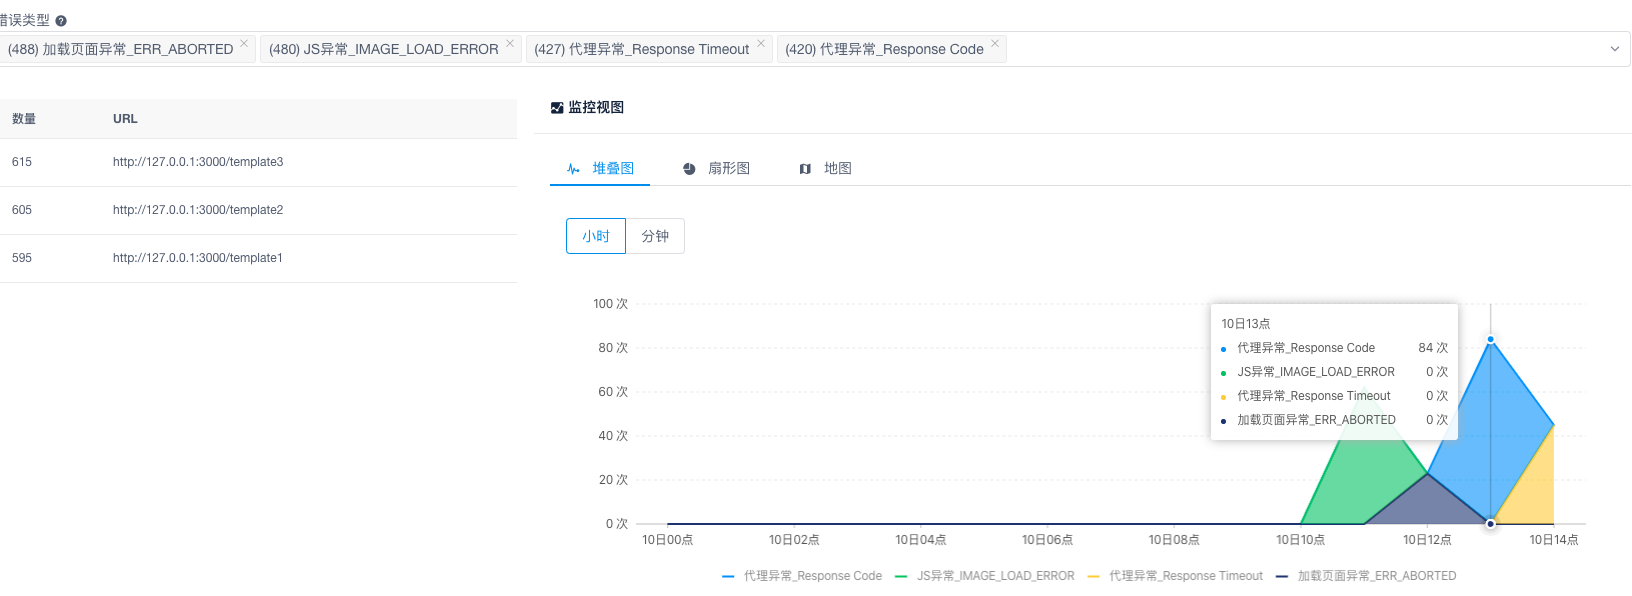 错误类型
(488) 加载页面异常_ERR_ABORTED
(480) JS异常_IMAGE_LOAD_ERROR
(427) 代理异常_Response Timeout
(420) 代理异常_Response Code
数量 URL
615 http://127.0.0.1:3000/template3
605 http://127.0.0.1:3000/template2
595 http://127.0.0.1:3000/template1
监控视图
堆叠图 扇形图 地图
小时 分钟
100 次
80 次
60 次
40 次
20 次
0 次
10日13点
代理异常_Response Code 84 次
JS异常_IMAGE_LOAD_ERROR 0 次
代理异常_Response Timeout 0 次
加载页面异常_ERR_ABORTED 0 次
10日00点 10日02点 10日04点 10日06点 10日08点 10日10点 10日12点 10日14点
代理异常_Response Code JS异常_IMAGE_LOAD_ERROR 代理异常_Response Timeout 加载页面异常_ERR_ABORTED